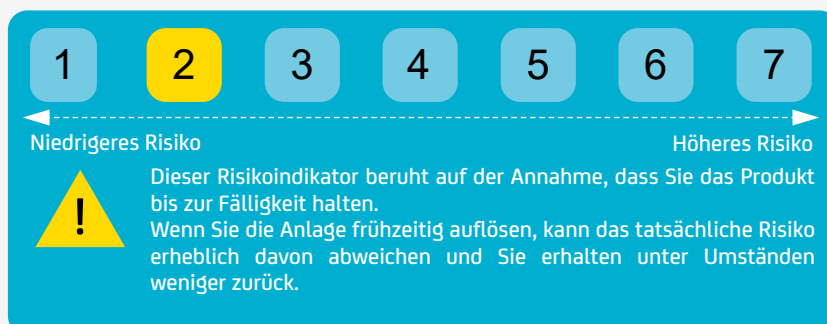 1 2 3 4 5 6 7
Niedrigeres Risiko Höheres Risiko
!
Dieser Risikoindikator beruht auf der Annahme, dass Sie das Produkt
bis zur Fälligkeit halten.
Wenn Sie die Anlage frühzeitig auflösen, kann das tatsächliche Risiko
erheblich davon abweichen und Sie erhalten unter Umständen
weniger zurück.